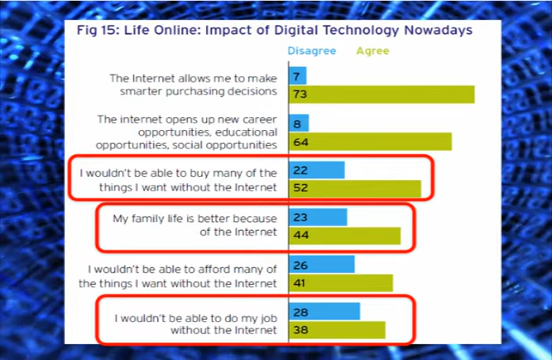 Fig 15: Life Online: Impact of Digital Technology Nowadays
Disagree Agree
The Internet allows me to make
smarter purchasing decisions
7
73
The internet opens up new career
opportunities, educational
opportunities, social opportunities
8
64
I wouldn't be able to buy many of the
things I want without the Internet
22
52
My family life is better because
of the Internet
23
44
I wouldn't be able to afford many of
the things I want without the Internet
26
41
I wouldn't be able to do my job
without the Internet
28
38